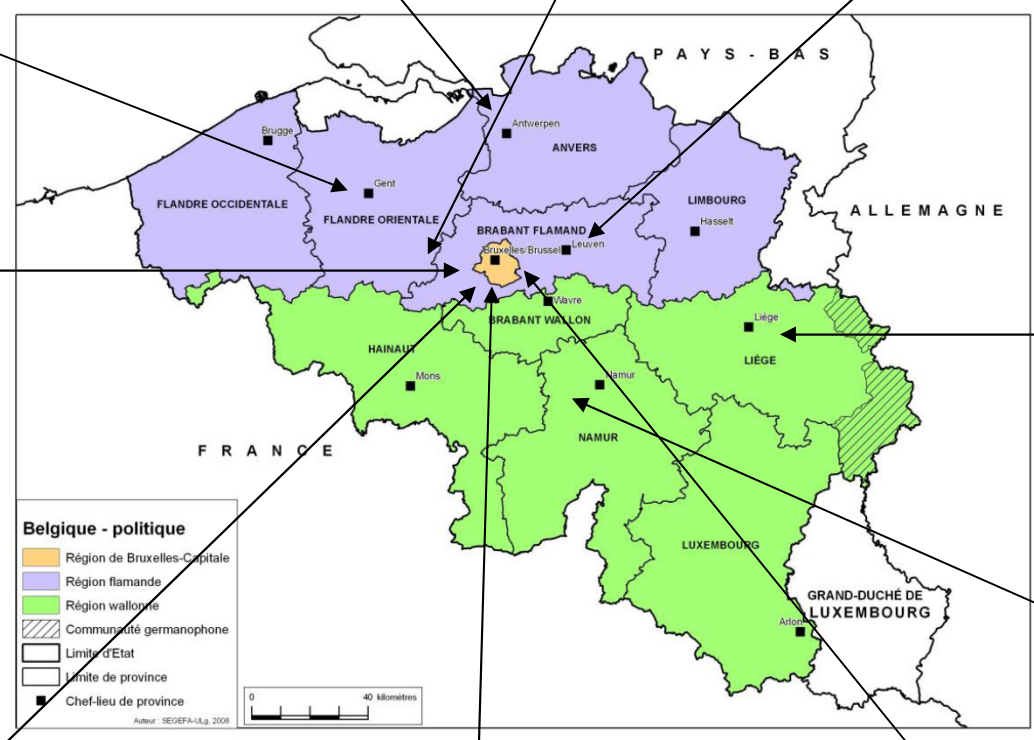 PAYS-BAS
Antwerpen
Brugge
ANVERS
Gent
FLANDRE OCCIDENTALE
LIMBOURG
ALLEMAGNE
FLANDRE ORIENTALE
Hasselt
BRABANT FLAMAND
Leuven
Bruxelles/Brussel
Wavre
BRABANT WALLON
Liège
HAINAUT
LIÈGE
Mons
Namur
NAMUR
FRANCE
Belgique - politique
Région de Bruxelles-Capitale
Région flamande
Région wallonne
Communauté germanophone
Limite d'Etat
Limite de province
Chef-lieu de province
Auteur : SEGEFA-ULg, 2008
LUXEMBOURG
GRAND-DUCHÉ DE
LUXEMBOURG
Arlon
0 40 kilomètres